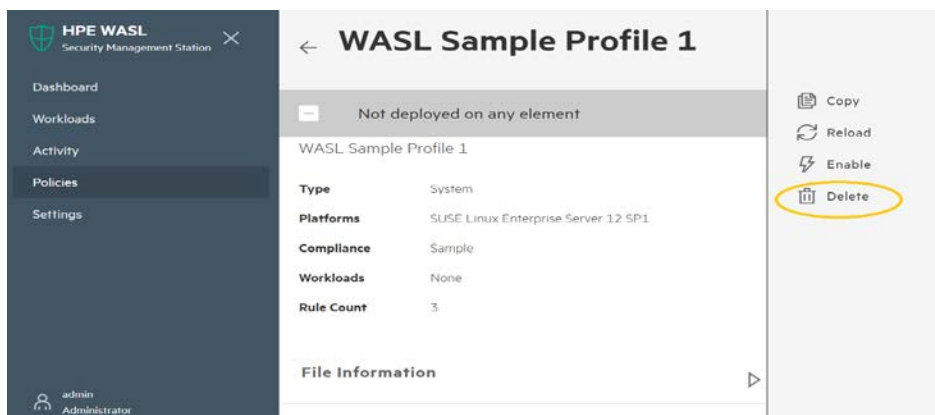 HPE WASL
Security Management Station
Dashboard
Workloads
Activity
Policies
Settings
admin
Administrator
WASL Sample Profile 1
Not deployed on any element
WASL Sample Profile 1
Type System
Platforms SUSE Linux Enterprise Server 12 SP1
Compliance Sample
Workloads None
Rule Count 3
File Information
Copy
Reload
Enable
Delete